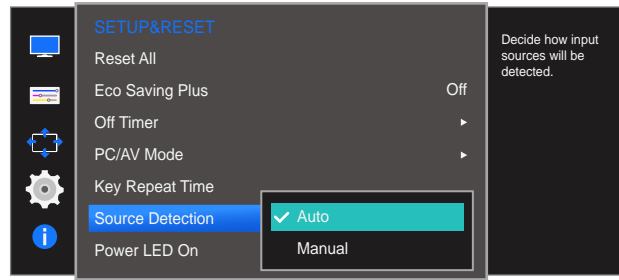 SETUP&RESET
Reset All
Eco Saving Plus Off
Off Timer
PC/AV Mode
Key Repeat Time
Source Detection Auto
Power LED On Manual
Decide how input
sources will be
detected.